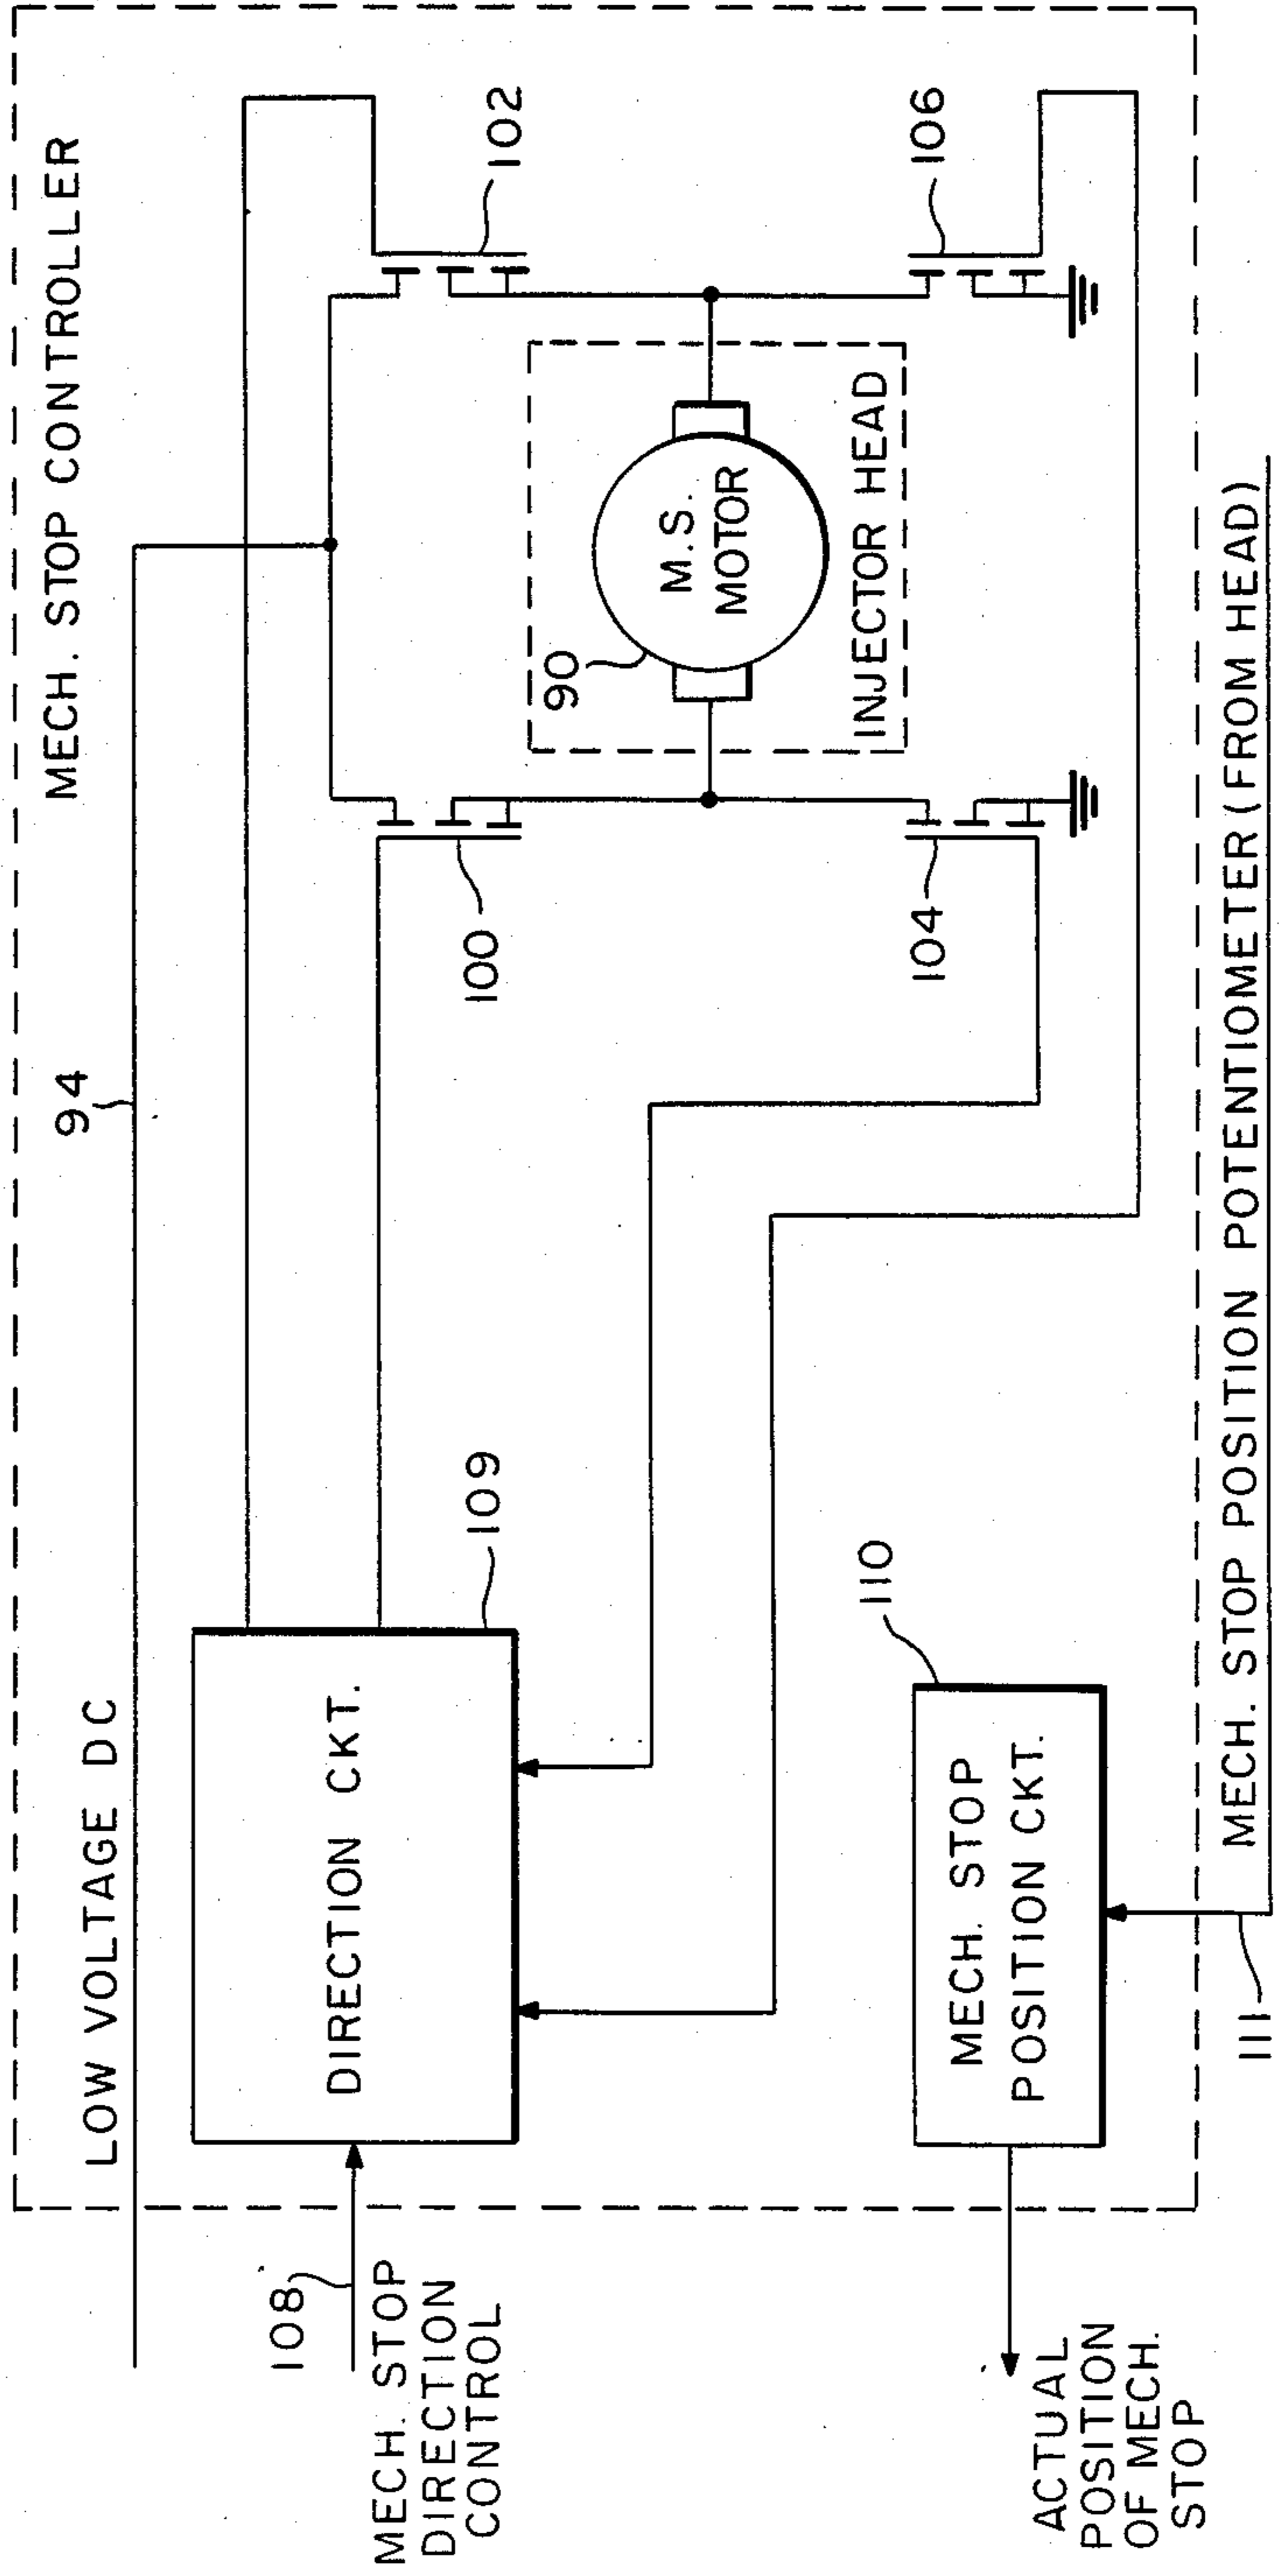 MECH. STOP CONTROLLER
94
LOW VOLTAGE DC
108
MECH. STOP
DIRECTION
CONTROL
DIRECTION CKT.
109
100
102
90
M.S.
MOTOR
INJECTOR HEAD
104
106
110
MECH. STOP
POSITION CKT.
ACTUAL
POSITION
OF MECH.
STOP
111
MECH. STOP POSITION POTENTIOMETER (FROM HEAD)